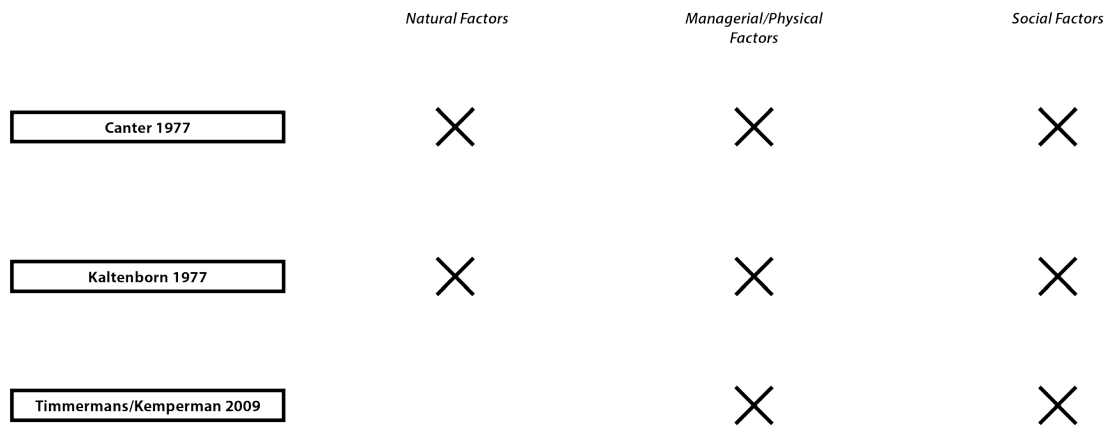 Natural Factors
Managerial/Physical
Factors
Social Factors
Canter 1977
Kaltenborn 1977
Timmermans/Kemperman 2009